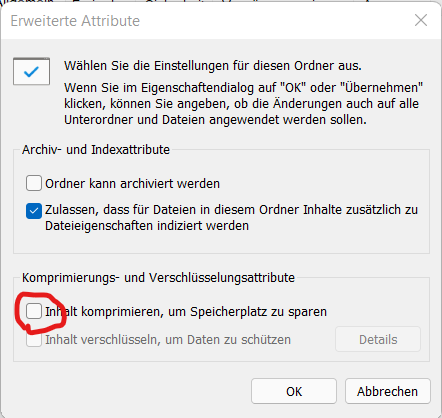 Erweiterte Attribute
Wählen Sie die Einstellungen für diesen Ordner aus.
Wenn Sie im Eigenschaftendialog auf "OK" oder "Übernehmen"
klicken, können Sie angeben, ob die Änderungen auch auf alle
Unterordner und Dateien angewendet werden sollen.
Archiv- und Indexattribute
Ordner kann archiviert werden
Zulassen, dass für Dateien in diesem Ordner Inhalte zusätzlich zu
Dateieigenschaften indiziert werden
Komprimierungs- und Verschlüsselungsattribute
Inhalt komprimieren, um Speicherplatz zu sparen
Inhalt verschlüsseln, um Daten zu schützen
Details
OK
Abbrechen